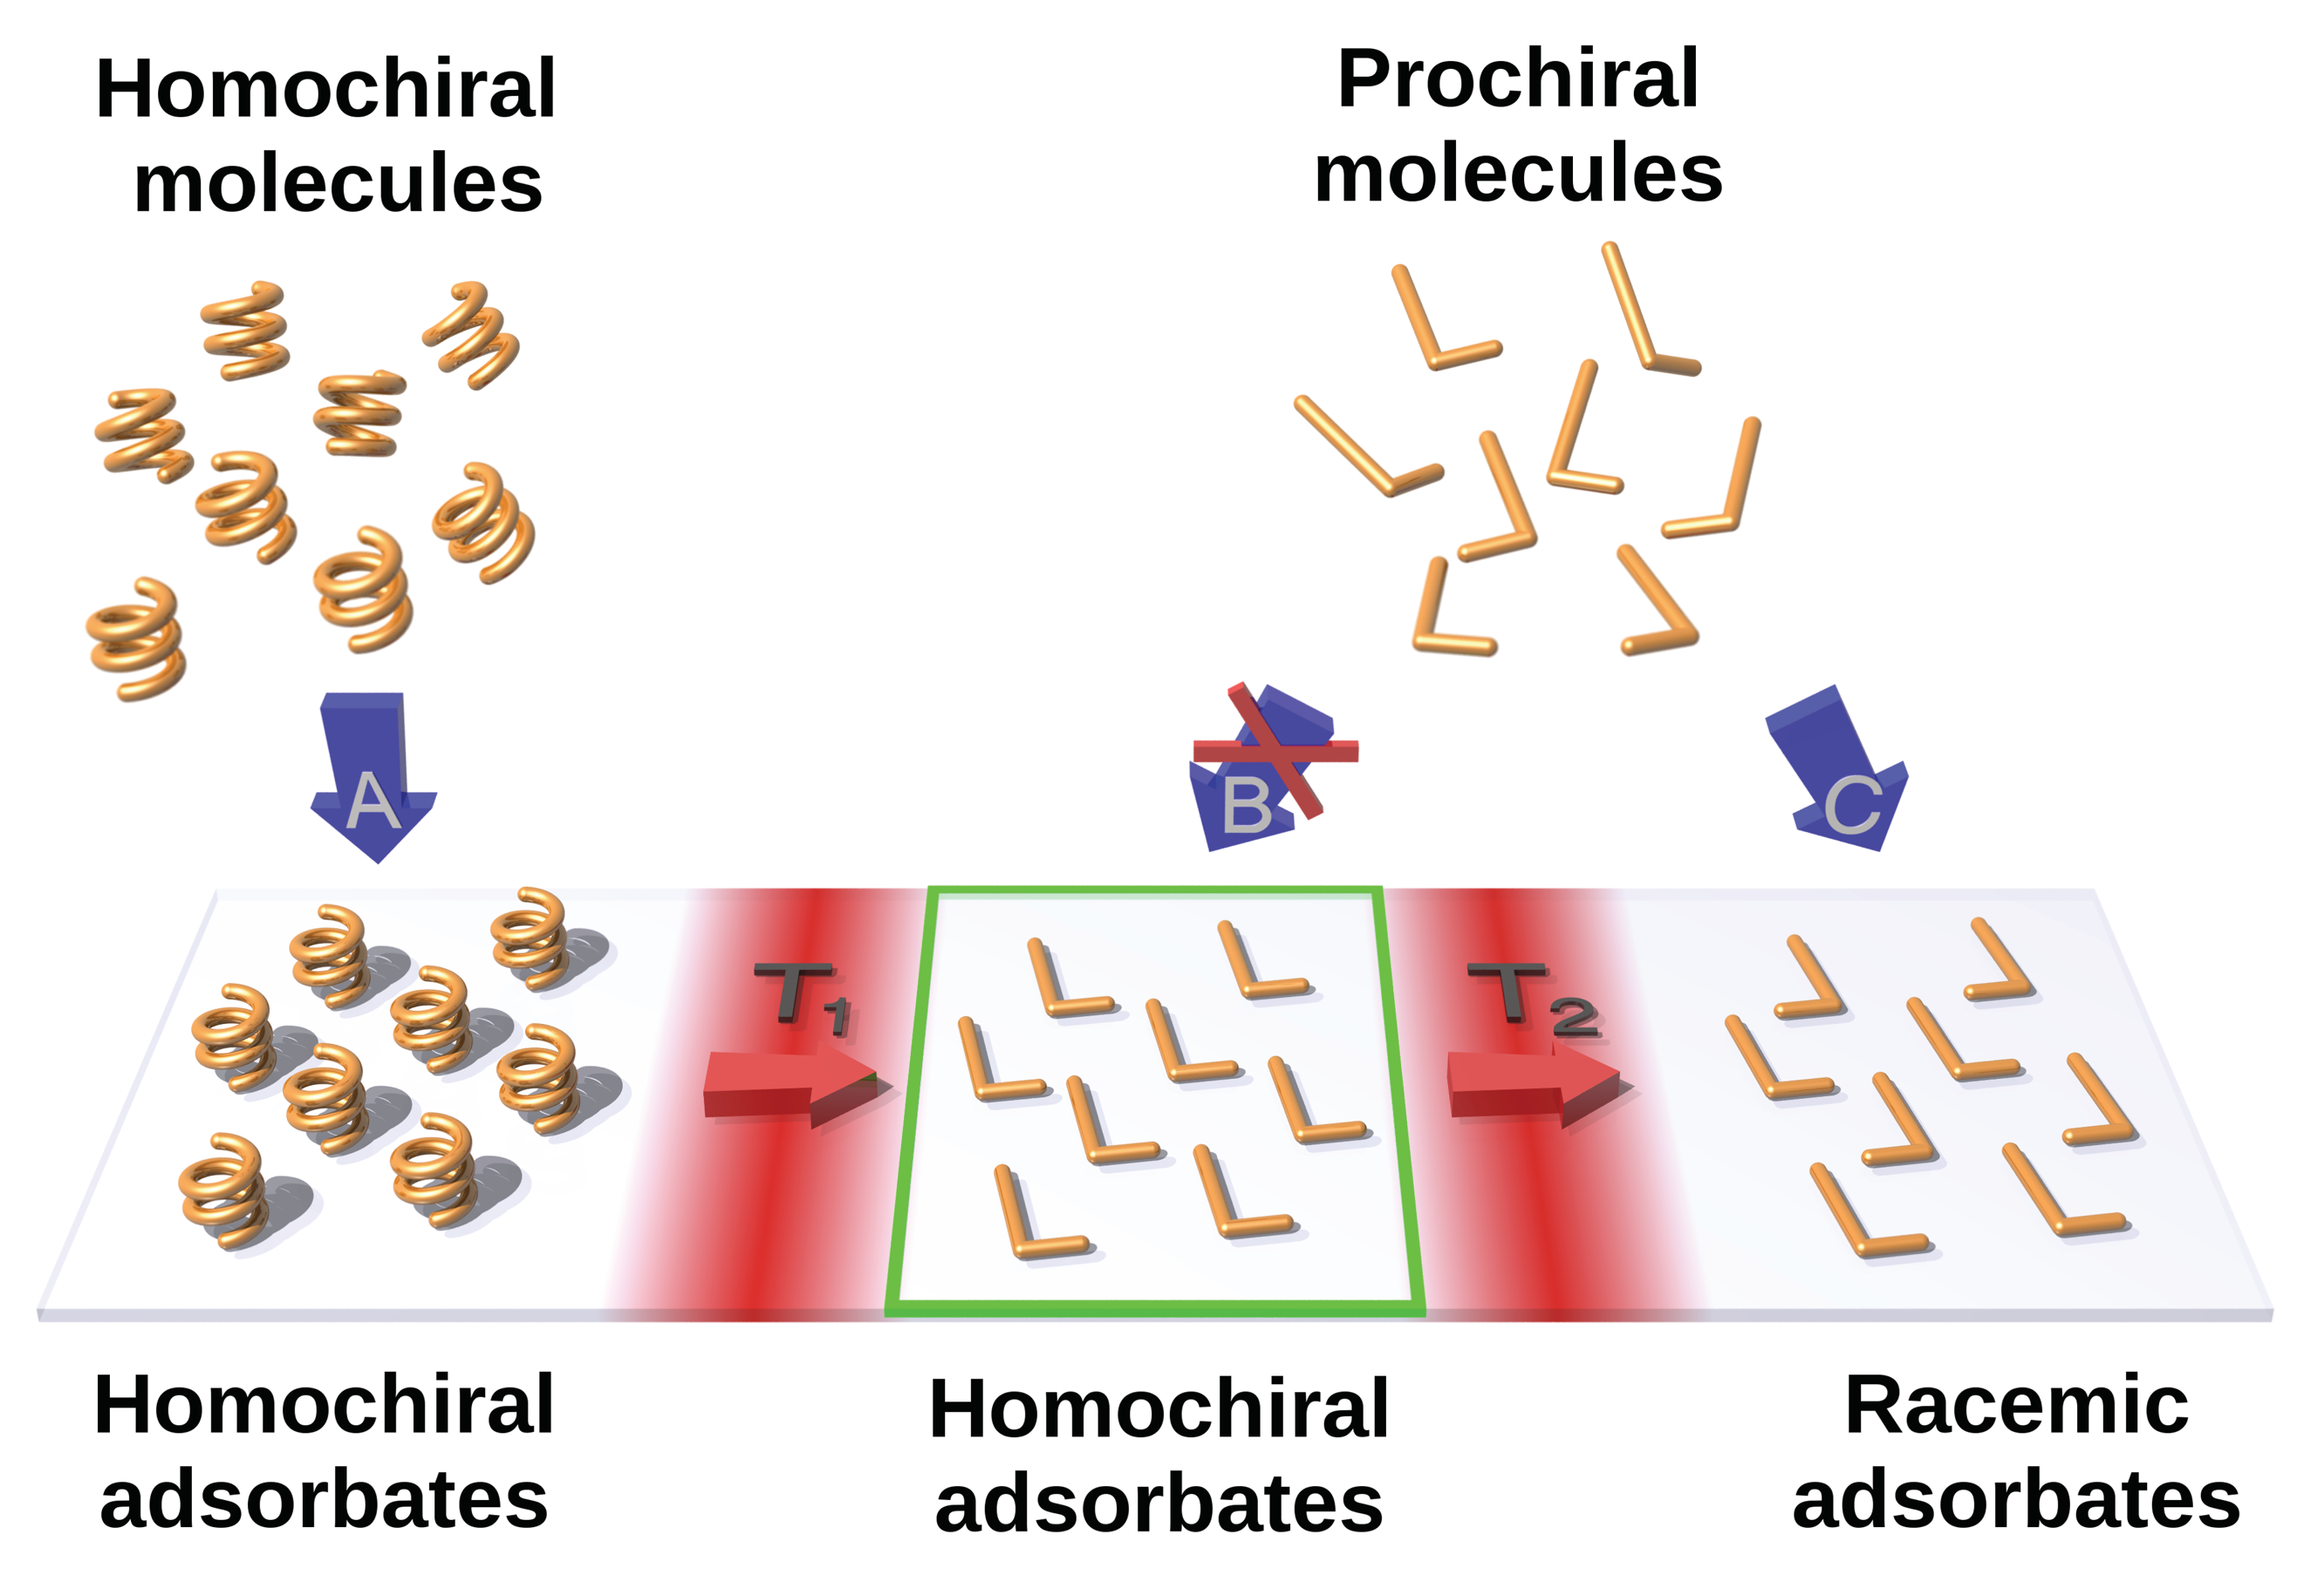 Homochiral
molecules
Prochiral
molecules
A
B
C
T1
T2
Homochiral
adsorbates
Homochiral
adsorbates
Racemic
adsorbates